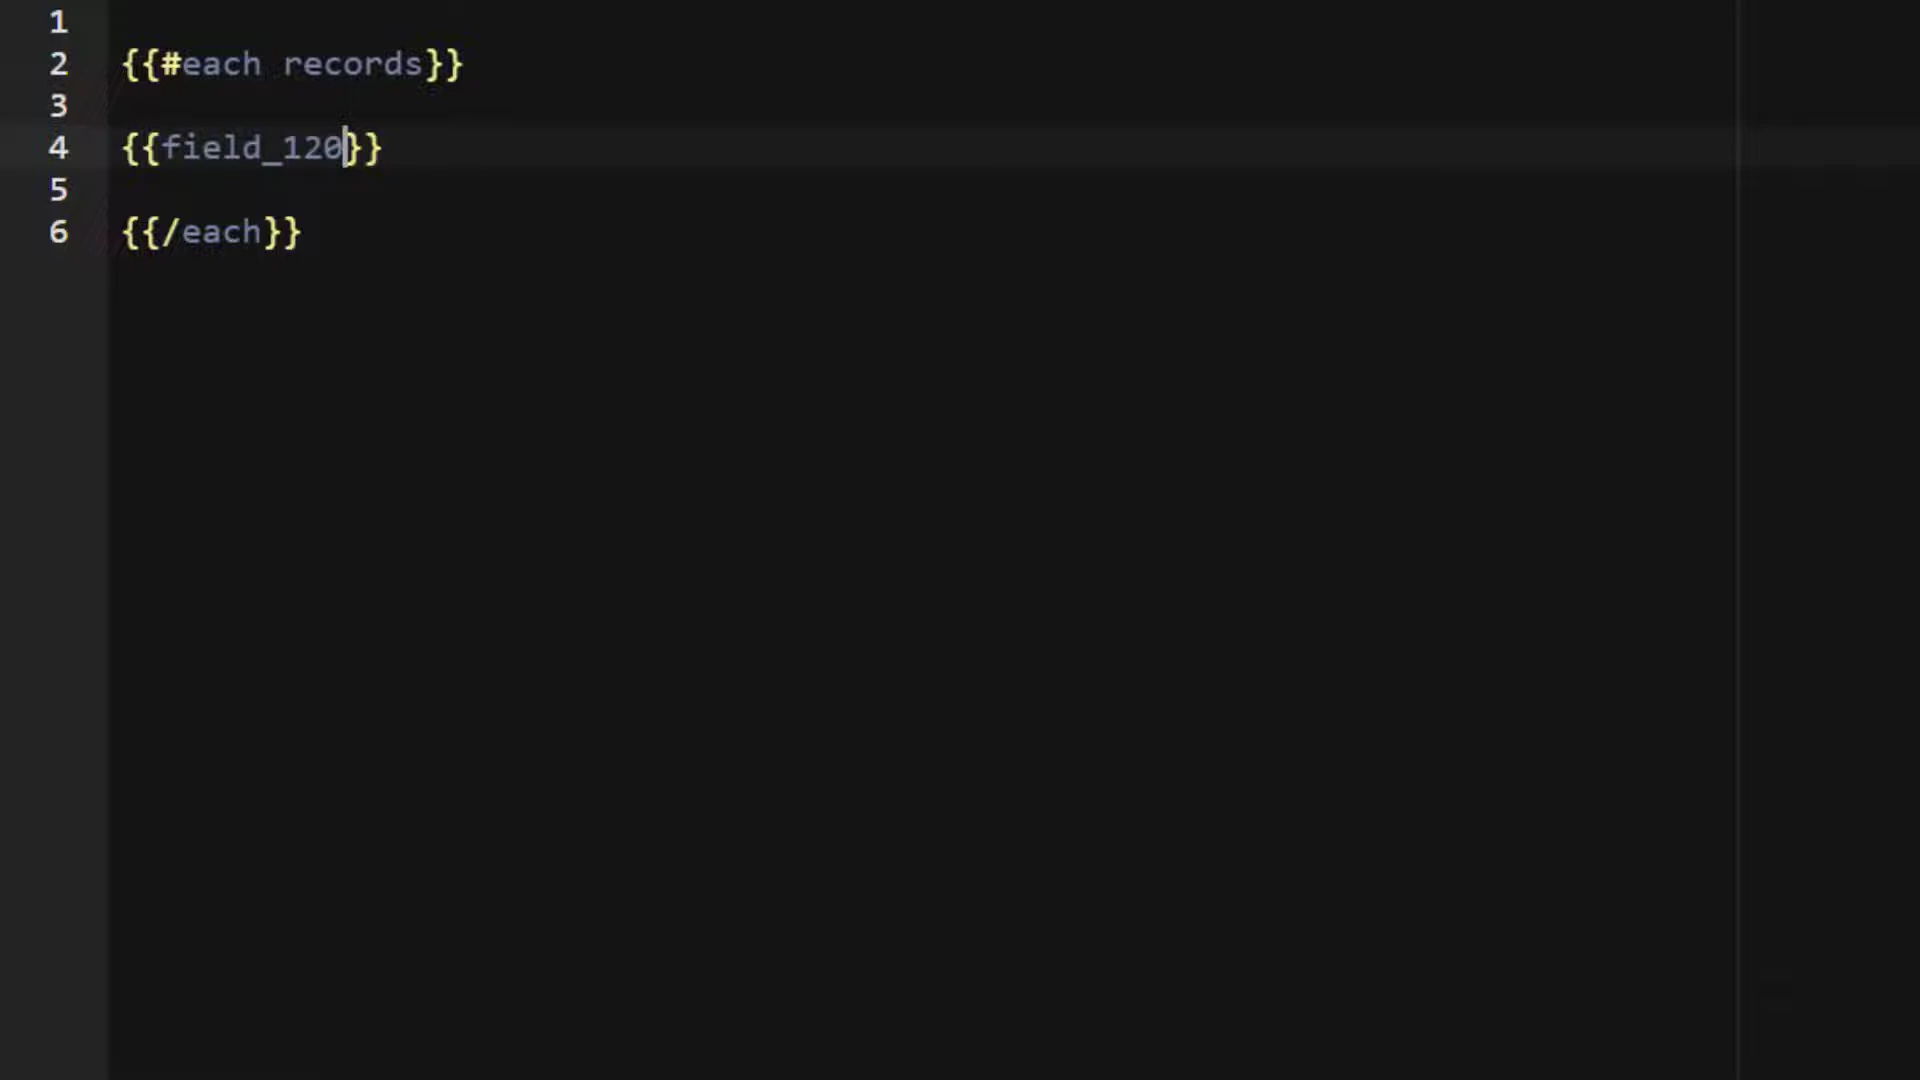 1
2 {{#each records}}
3
4 {{field_120}}
5
6 {{/each}}